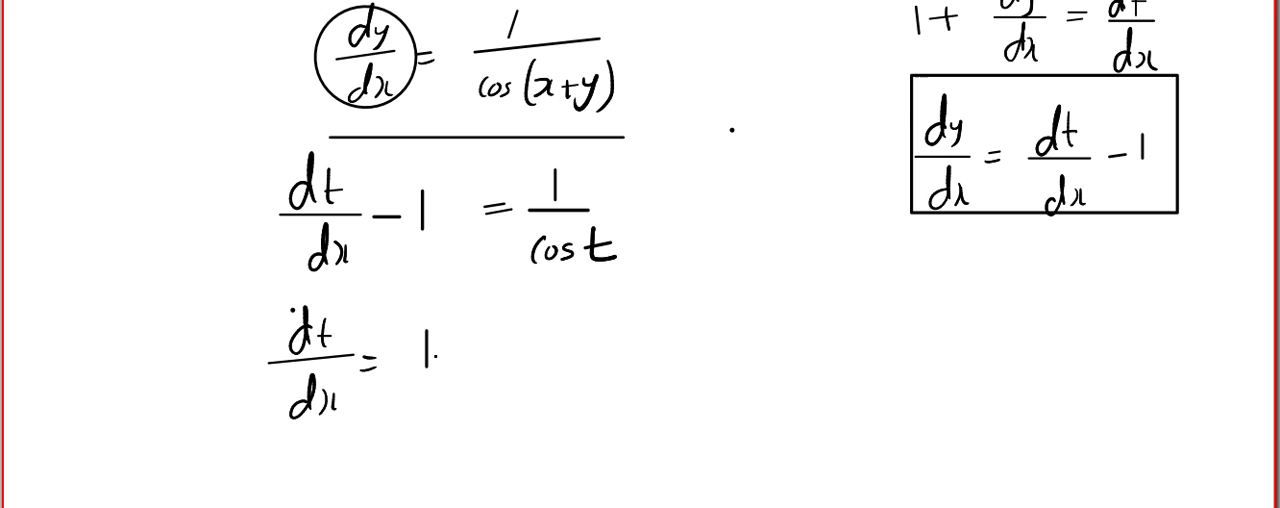 dy/dx = 1/cos(x+y)
dt/dx - 1 = 1/cos t
dt/dx = 1
1 + dy/dx = dt/dx
dy/dx = dt/dx - 1